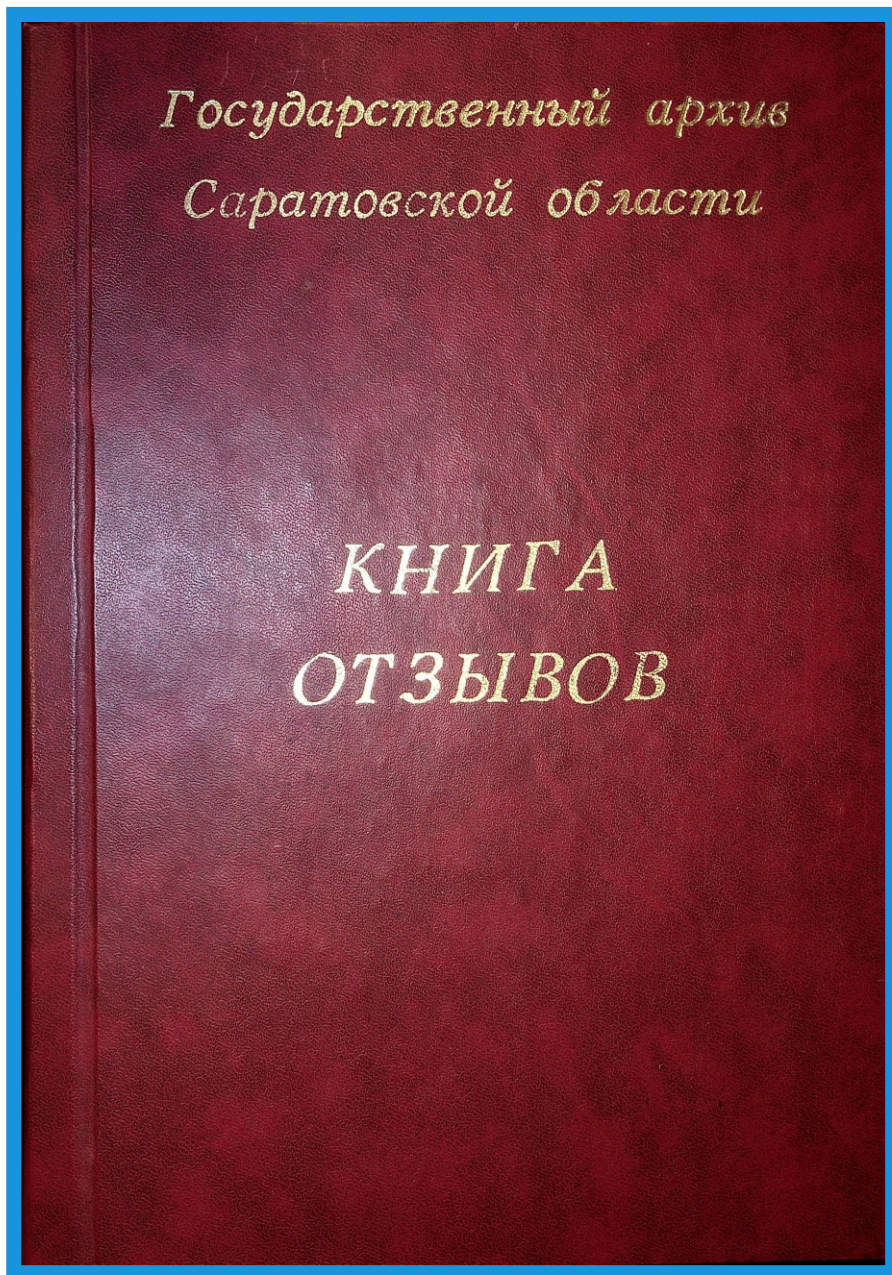 Государственный архив
Саратовской области
КНИГА
ОТЗЫВОВ